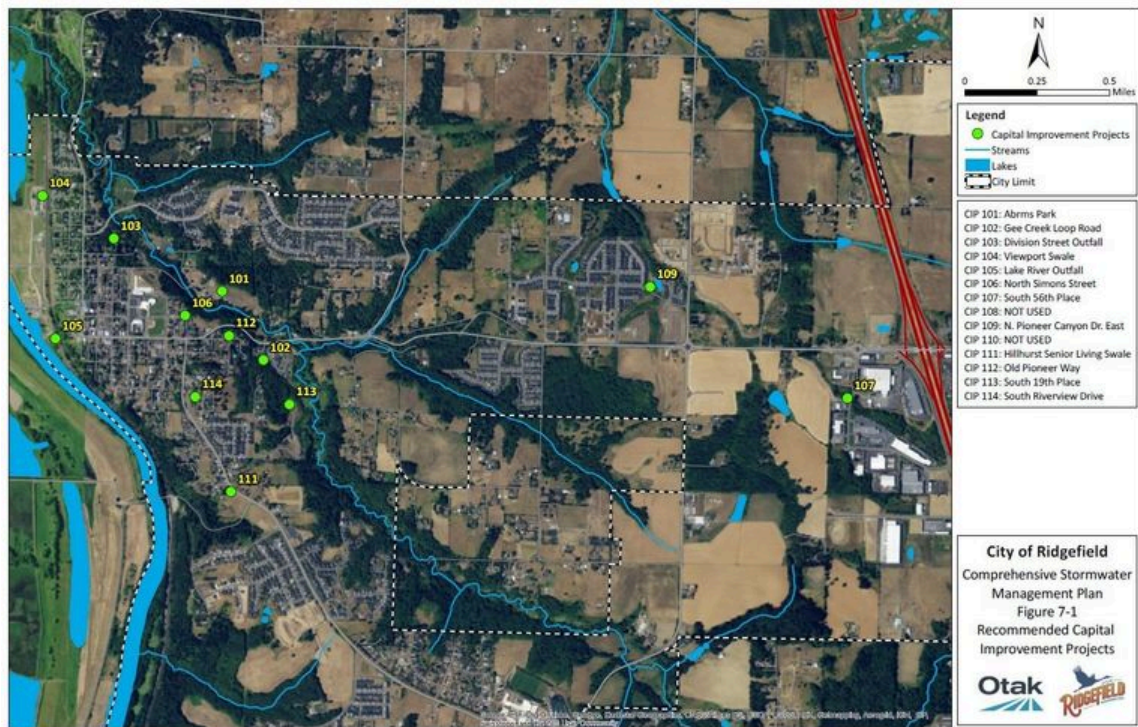 N
0 0.25 0.5
Miles
Legend
Capital Improvement Projects
Streams
Lakes
City Limit
CIP 101: Abrms Park
CIP 102: Gee Creek Loop Road
CIP 103: Division Street Outfall
CIP 104: Viewport Swale
CIP 105: Lake River Outfall
CIP 106: North Simons Street
CIP 107: South 56th Place
CIP 108: NOT USED
CIP 109: N. Pioneer Canyon Dr. East
CIP 110: NOT USED
CIP 111: Hillhurst Senior Living Swale
CIP 112: Old Pioneer Way
CIP 113: South 19th Place
CIP 114: South Riverview Drive
104
103
101
109
106
112
105
102
107
114
113
111
City of Ridgefield
Comprehensive Stormwater
Management Plan
Figure 7-1
Recommended Capital
Improvement Projects
Otak
RIDGEFIELD